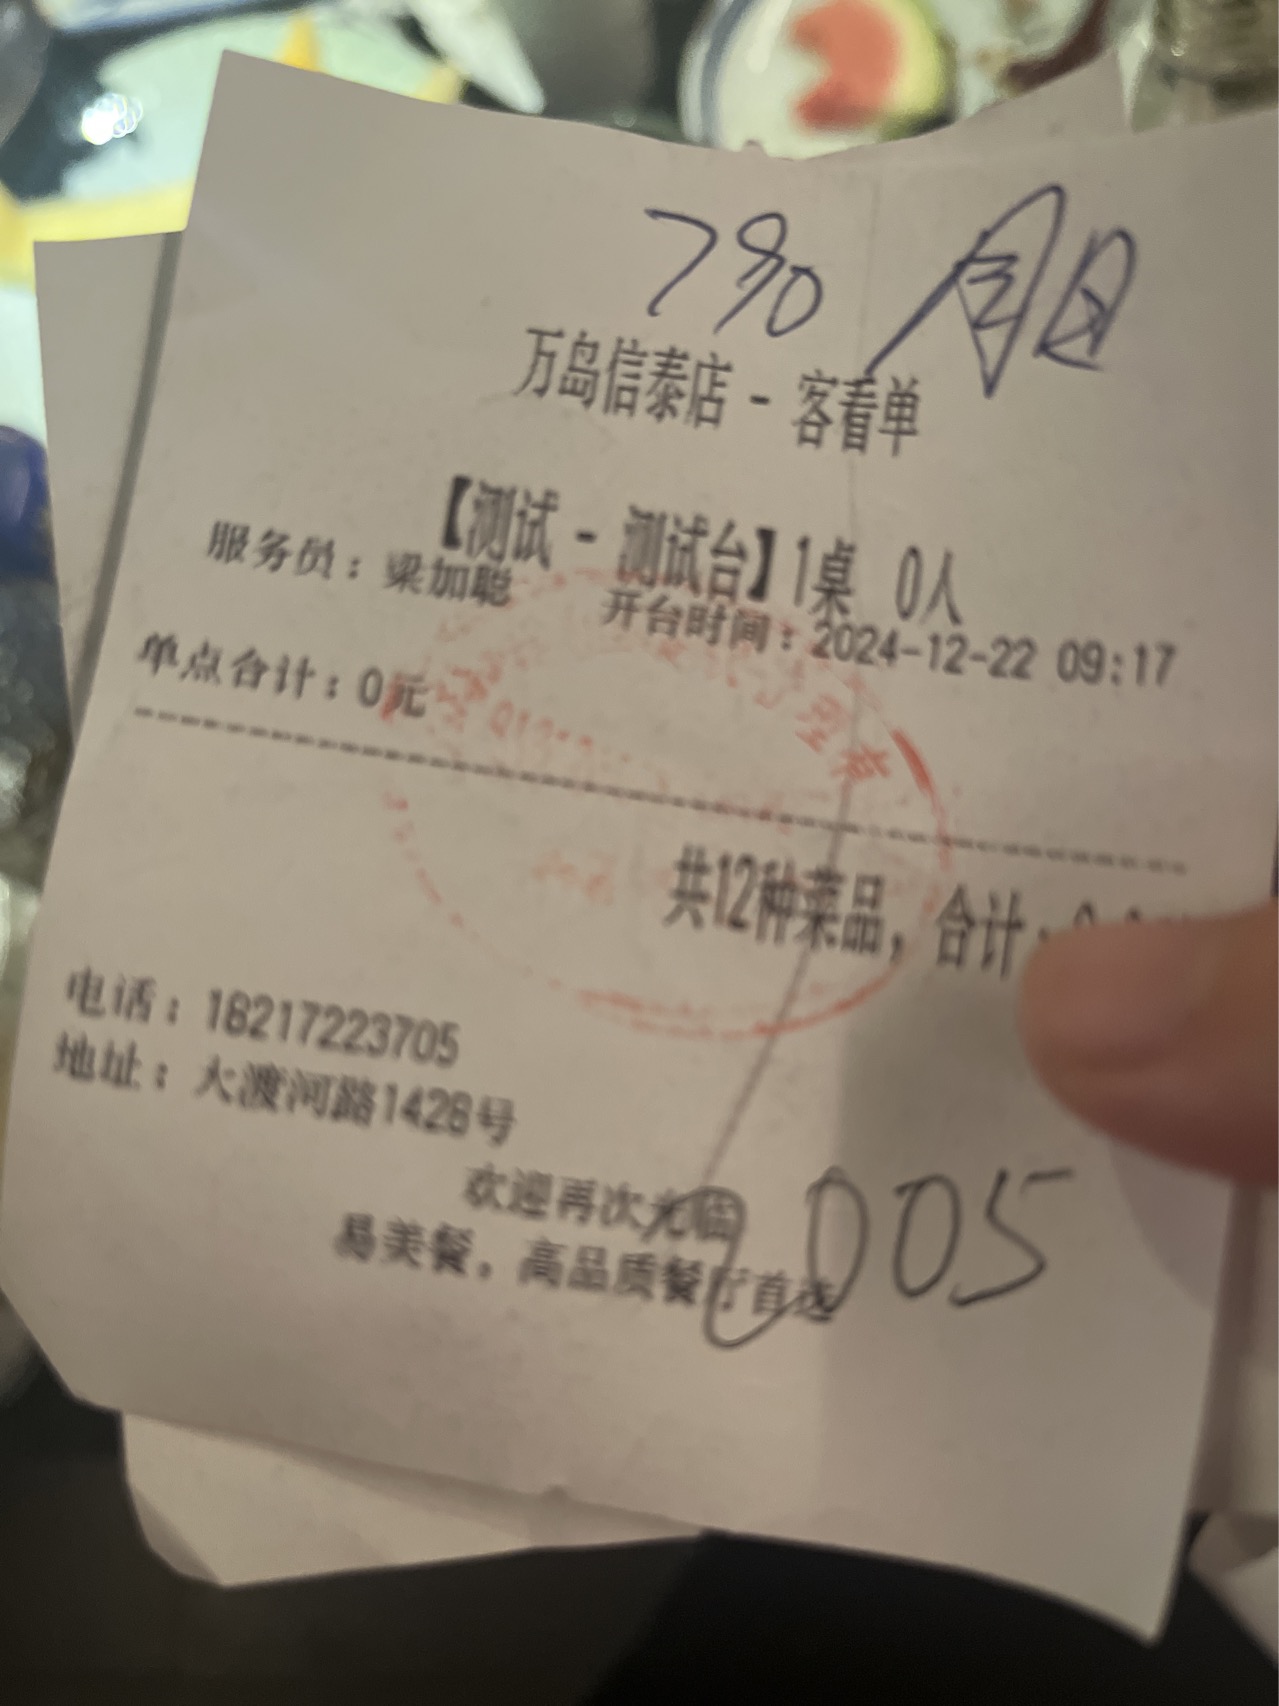 790
万岛信泰店 - 客看单
【测试 - 测试台】1桌 0人
服务员：梁加聪 开台时间：2024-12-22 09:17
单点合计：0元
共12种菜品，合计：
电话：18217223705
地址：大渡河路1428号
欢迎再次光临
易美餐，高品质餐厅首选
005